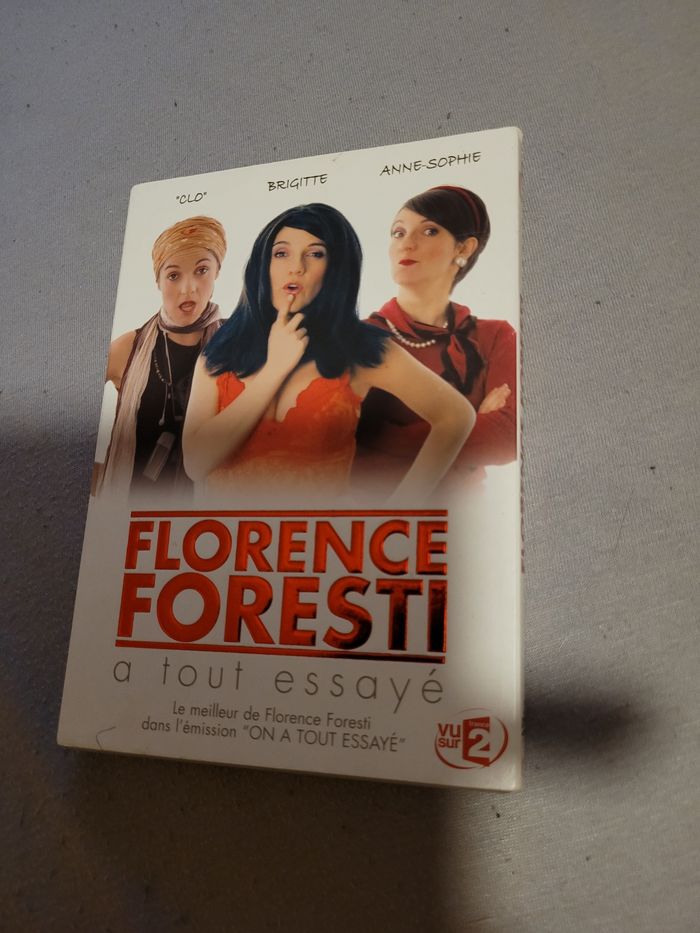 "CLO"
BRIGITTE
ANNE-SOPHIE
FLORENCE
FORESTI
a tout essayé
Le meilleur de Florence Foresti
dans l'émission "ON A TOUT ESSAYÉ"
vu
sur
france
2